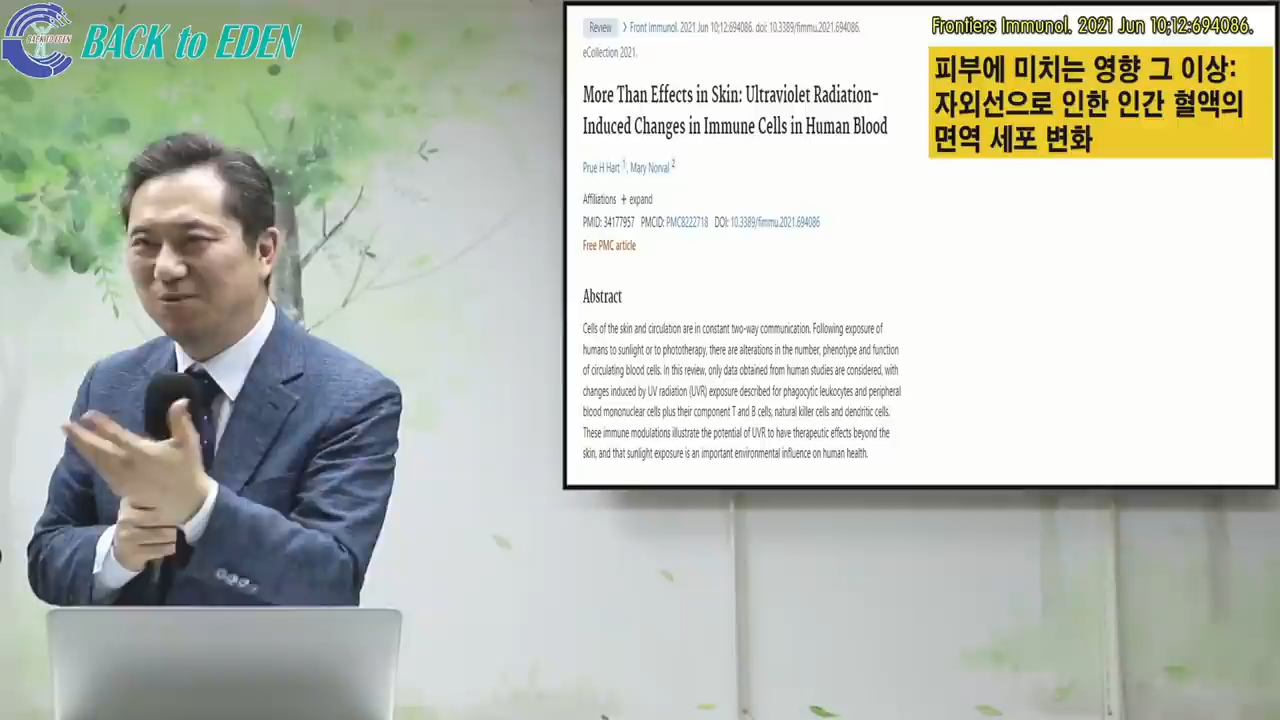 BACK TO EDEN
BACK to EDEN
Review > Front Immunol. 2021 Jun 10;12:694086. doi: 10.3389/fimmu.2021.694086.
eCollection 2021.
More Than Effects in Skin: Ultraviolet Radiation-
Induced Changes in Immune Cells in Human Blood
Prue H Hart 1, Mary Norval 2
Affiliations + expand
PMID: 34177957 PMCID: PMC8222718 DOI: 10.3389/fimmu.2021.694086
Free PMC article
Abstract
Cells of the skin and circulation are in constant two-way communication. Following exposure of
humans to sunlight or to phototherapy, there are alterations in the number, phenotype and function
of circulating blood cells. In this review, only data obtained from human studies are considered, with
changes induced by UV radiation (UVR) exposure described for phagocytic leukocytes and peripheral
blood mononuclear cells plus their component T and B cells, natural killer cells and dendritic cells.
These immune modulations illustrate the potential of UVR to have therapeutic effects beyond the
skin, and that sunlight exposure is an important environmental influence on human health.
Frontiers Immunol. 2021 Jun 10;12:694086.
피부에 미치는 영향 그 이상:
자외선으로 인한 인간 혈액의
면역 세포 변화